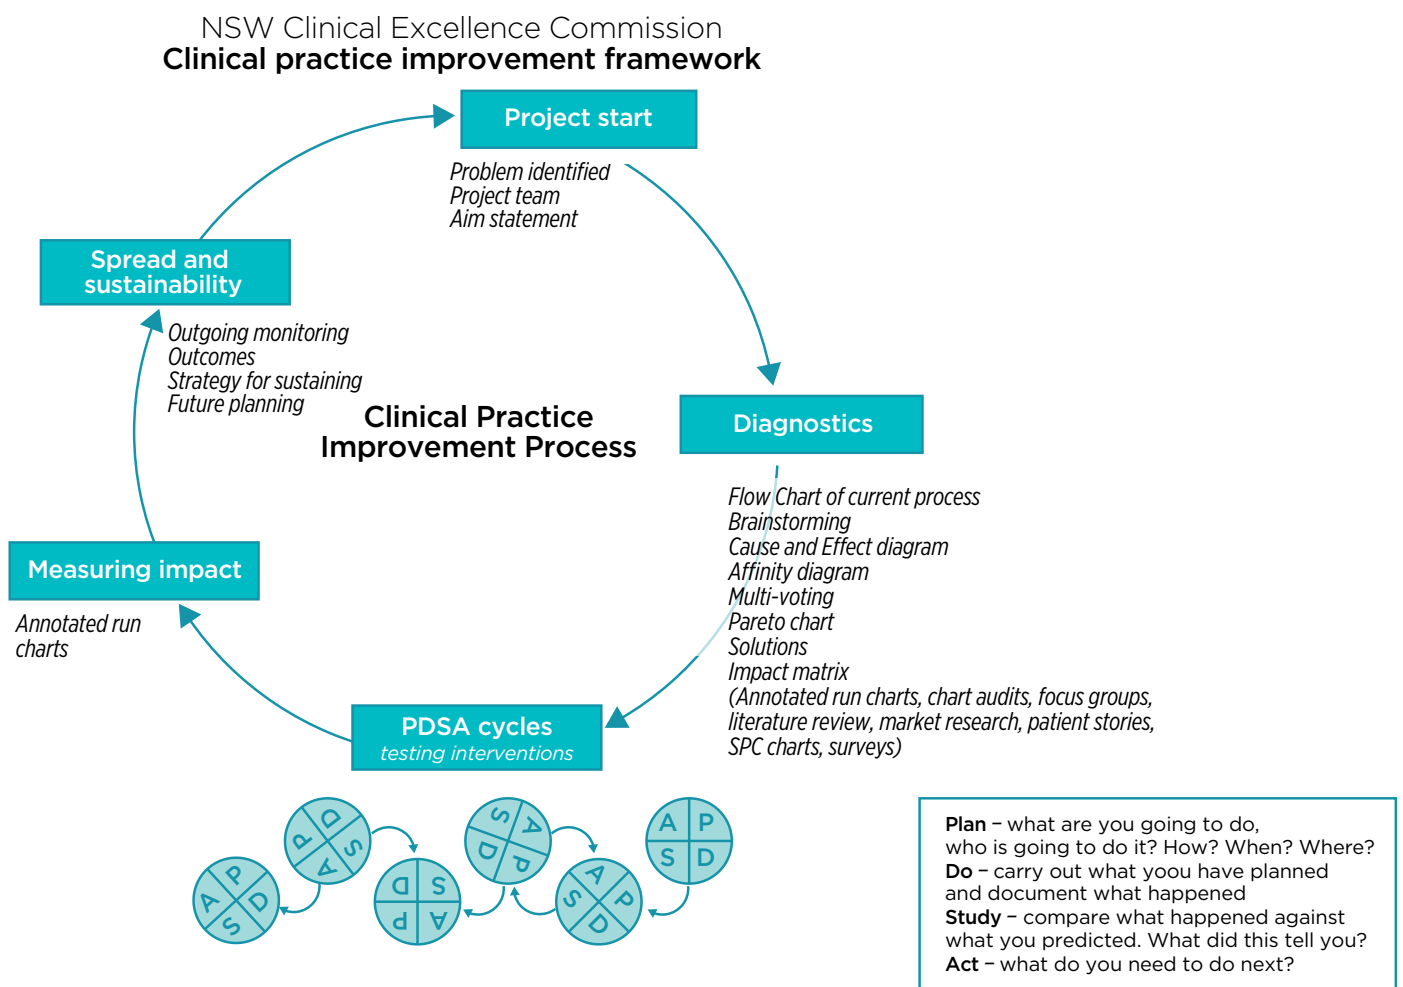 NSW Clinical Excellence Commission
Clinical practice improvement framework
Project start
Problem identified
Project team
Aim statement
Spread and
sustainability
Outgoing monitoring
Outcomes
Strategy for sustaining
Future planning
Clinical Practice
Improvement Process
Diagnostics
Flow Chart of current process
Brainstorming
Cause and Effect diagram
Affinity diagram
Multi-voting
Pareto chart
Solutions
Impact matrix
(Annotated run charts, chart audits, focus groups,
literature review, market research, patient stories,
SPC charts, surveys)
Measuring impact
Annotated run
charts
PDSA cycles
testing interventions
A P
S D
P D
A S
D S
P A
S A
D P
A P
S D
A P
S D
Plan – what are you going to do,
who is going to do it? How? When? Where?
Do – carry out what yoou have planned
and document what happened
Study – compare what happened against
what you predicted. What did this tell you?
Act – what do you need to do next?